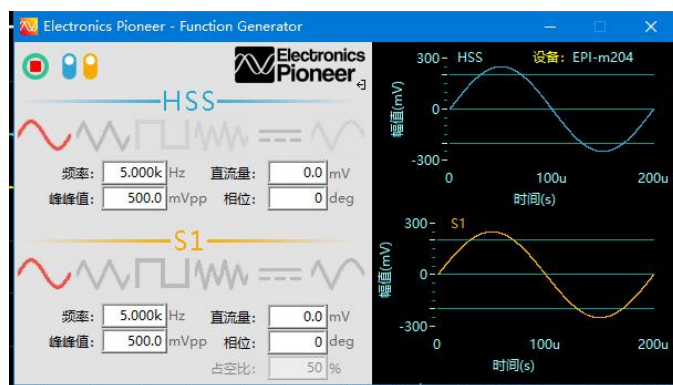 Electronics Pioneer - Function Generator
Electronics
Pioneer
HSS
频率: 5.000k Hz 直流量: 0.0 mV
峰峰值: 500.0 mVpp 相位: 0 deg
S1
频率: 5.000k Hz 直流量: 0.0 mV
峰峰值: 500.0 mVpp 相位: 0 deg
占空比: 50 %
HSS 设备: EPI-m204
幅值(mV)
300
0
-300
0 100u 200u
时间(s)
S1
幅值(mV)
300
0
-300
0 100u 200u
时间(s)